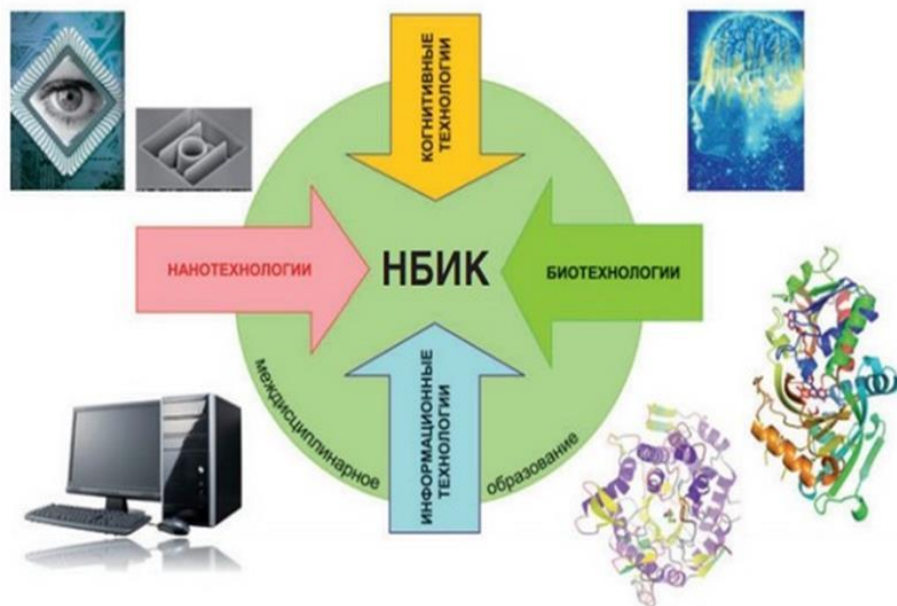 КОГНИТИВНЫЕ
ТЕХНОЛОГИИ
НАНОТЕХНОЛОГИИ
НБИК
БИОТЕХНОЛОГИИ
ИНФОРМАЦИОННЫЕ
ТЕХНОЛОГИИ
междисциплинарное
образование